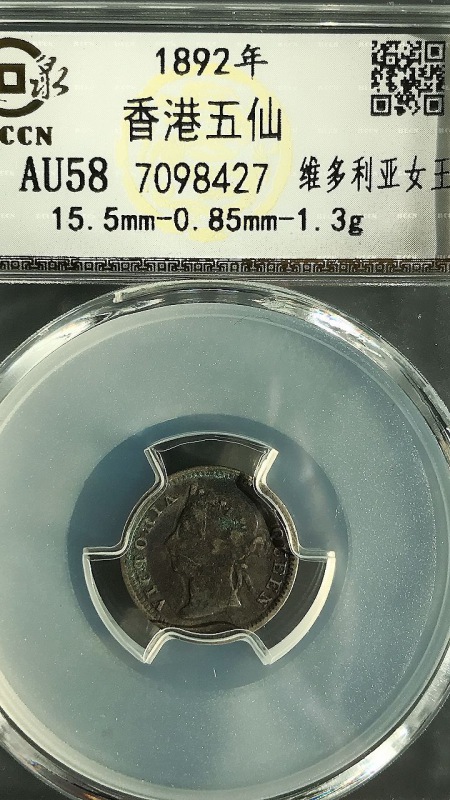 1892年
泉
CCN
香港五仙
AU58 7098427 维多利亚女王
15.5mm-0.85mm-1.3g
VICTORIA
QUEEN